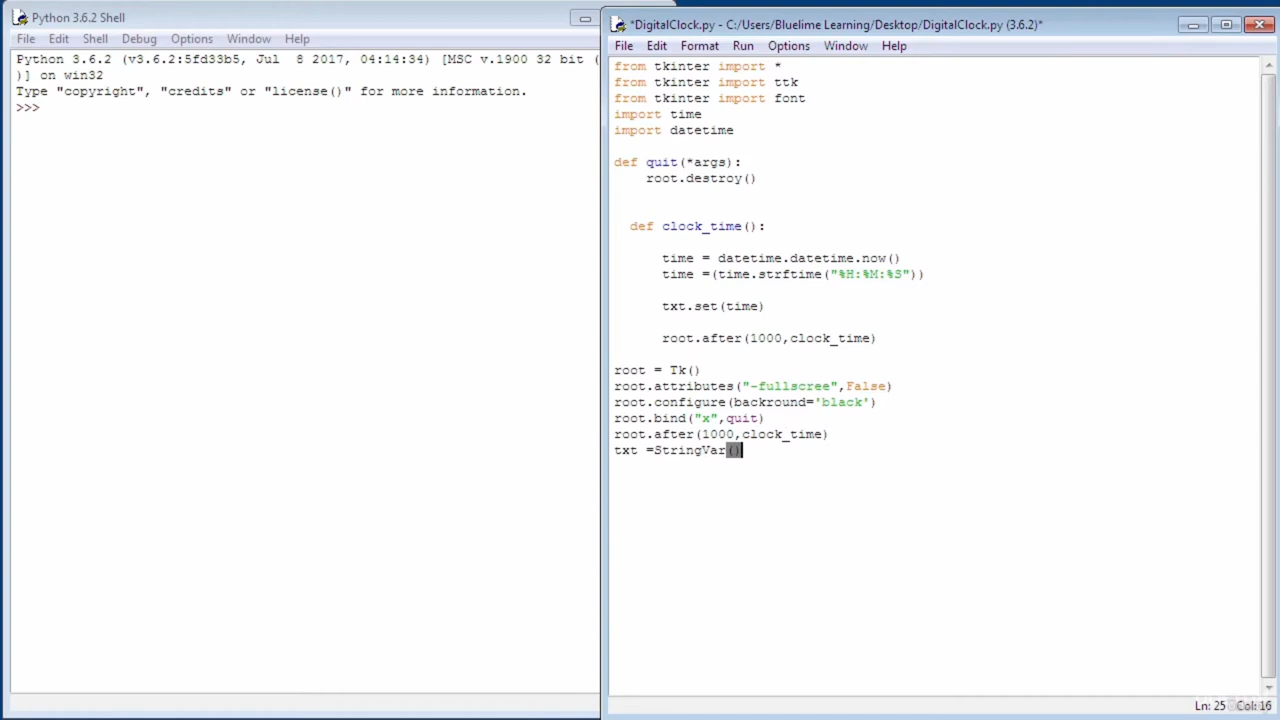 Python 3.6.2 Shell
File Edit Shell Debug Options Window Help
Python 3.6.2 (v3.6.2:5fd33b5, Jul 8 2017, 04:14:34) [MSC v.1900 32 bit (
)] on win32
Type "copyright", "credits" or "license()" for more information.
>>>
*DigitalClock.py - C:/Users/Bluelime Learning/Desktop/DigitalClock.py (3.6.2)*
File Edit Format Run Options Window Help
from tkinter import *
from tkinter import ttk
from tkinter import font
import time
import datetime
def quit(*args):
    root.destroy()
  def clock_time():
      time = datetime.datetime.now()
      time =(time.strftime("%H:%M:%S"))
      txt.set(time)
      root.after(1000,clock_time)
root = Tk()
root.attributes("-fullscree",False)
root.configure(backround='black')
root.bind("x",quit)
root.after(1000,clock_time)
txt =StringVar()
Ln: 25 Col: 16